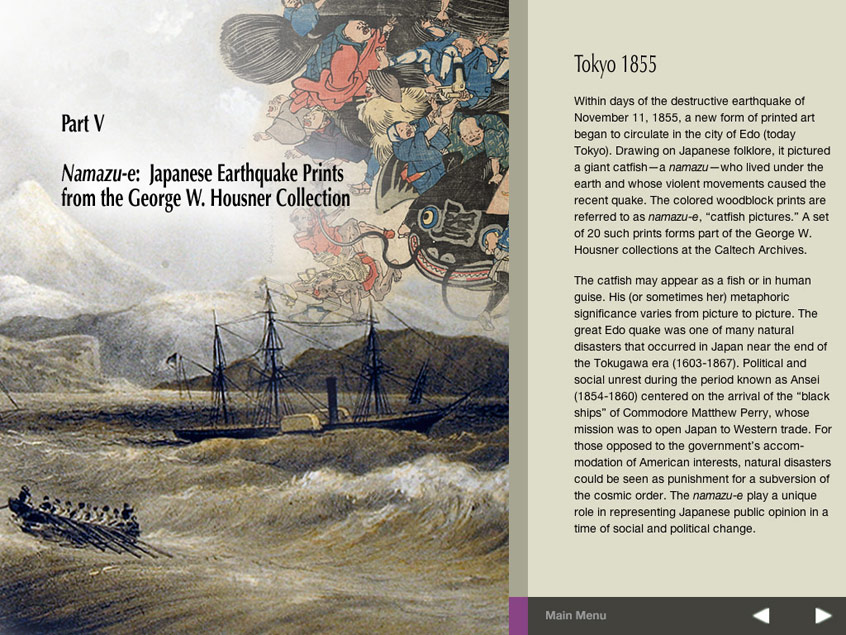 Part V
Namazu-e: Japanese Earthquake Prints
from the George W. Housner Collection
Tokyo 1855
Within days of the destructive earthquake of
November 11, 1855, a new form of printed art
began to circulate in the city of Edo (today
Tokyo). Drawing on Japanese folklore, it pictured
a giant catfish—a namazu—who lived under the
earth and whose violent movements caused the
recent quake. The colored woodblock prints are
referred to as namazu-e, “catfish pictures.” A set
of 20 such prints forms part of the George W.
Housner collections at the Caltech Archives.
The catfish may appear as a fish or in human
guise. His (or sometimes her) metaphoric
significance varies from picture to picture. The
great Edo quake was one of many natural
disasters that occurred in Japan near the end of
the Tokugawa era (1603-1867). Political and
social unrest during the period known as Ansei
(1854-1860) centered on the arrival of the “black
ships” of Commodore Matthew Perry, whose
mission was to open Japan to Western trade. For
those opposed to the government’s accom-
modation of American interests, natural disasters
could be seen as punishment for a subversion of
the cosmic order. The namazu-e play a unique
role in representing Japanese public opinion in a
time of social and political change.
Main Menu